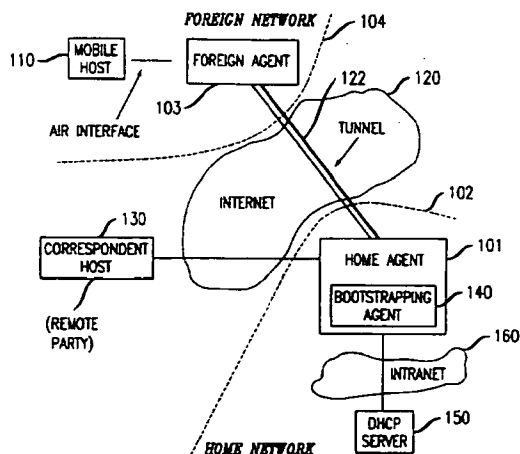 FOREIGN NETWORK
104
110
MOBILE
HOST
FOREIGN AGENT
122
120
103
AIR INTERFACE
TUNNEL
INTERNET
102
130
CORRESPONDENT
HOST
101
HOME AGENT
140
BOOTSTRAPPING
AGENT
(REMOTE
PARTY)
160
INTRANET
150
DHCP
SERVER
HOME NETWORK